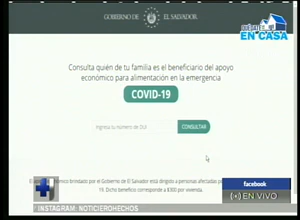 EN CASA
GOBIERNO DE EL SALVADOR
Consulta quién de tu familia es el beneficiario del apoyo
económico para alimentación en la emergencia
COVID-19
Ingresa tu número de DUI
CONSULTAR
brindado por el Gobierno de El Salvador está dirigido a personas afectadas
19. Dicho beneficio corresponde a $300 por vivienda.
facebook
EN VIVO
INSTAGRAM: NOTICIEROHECHOS